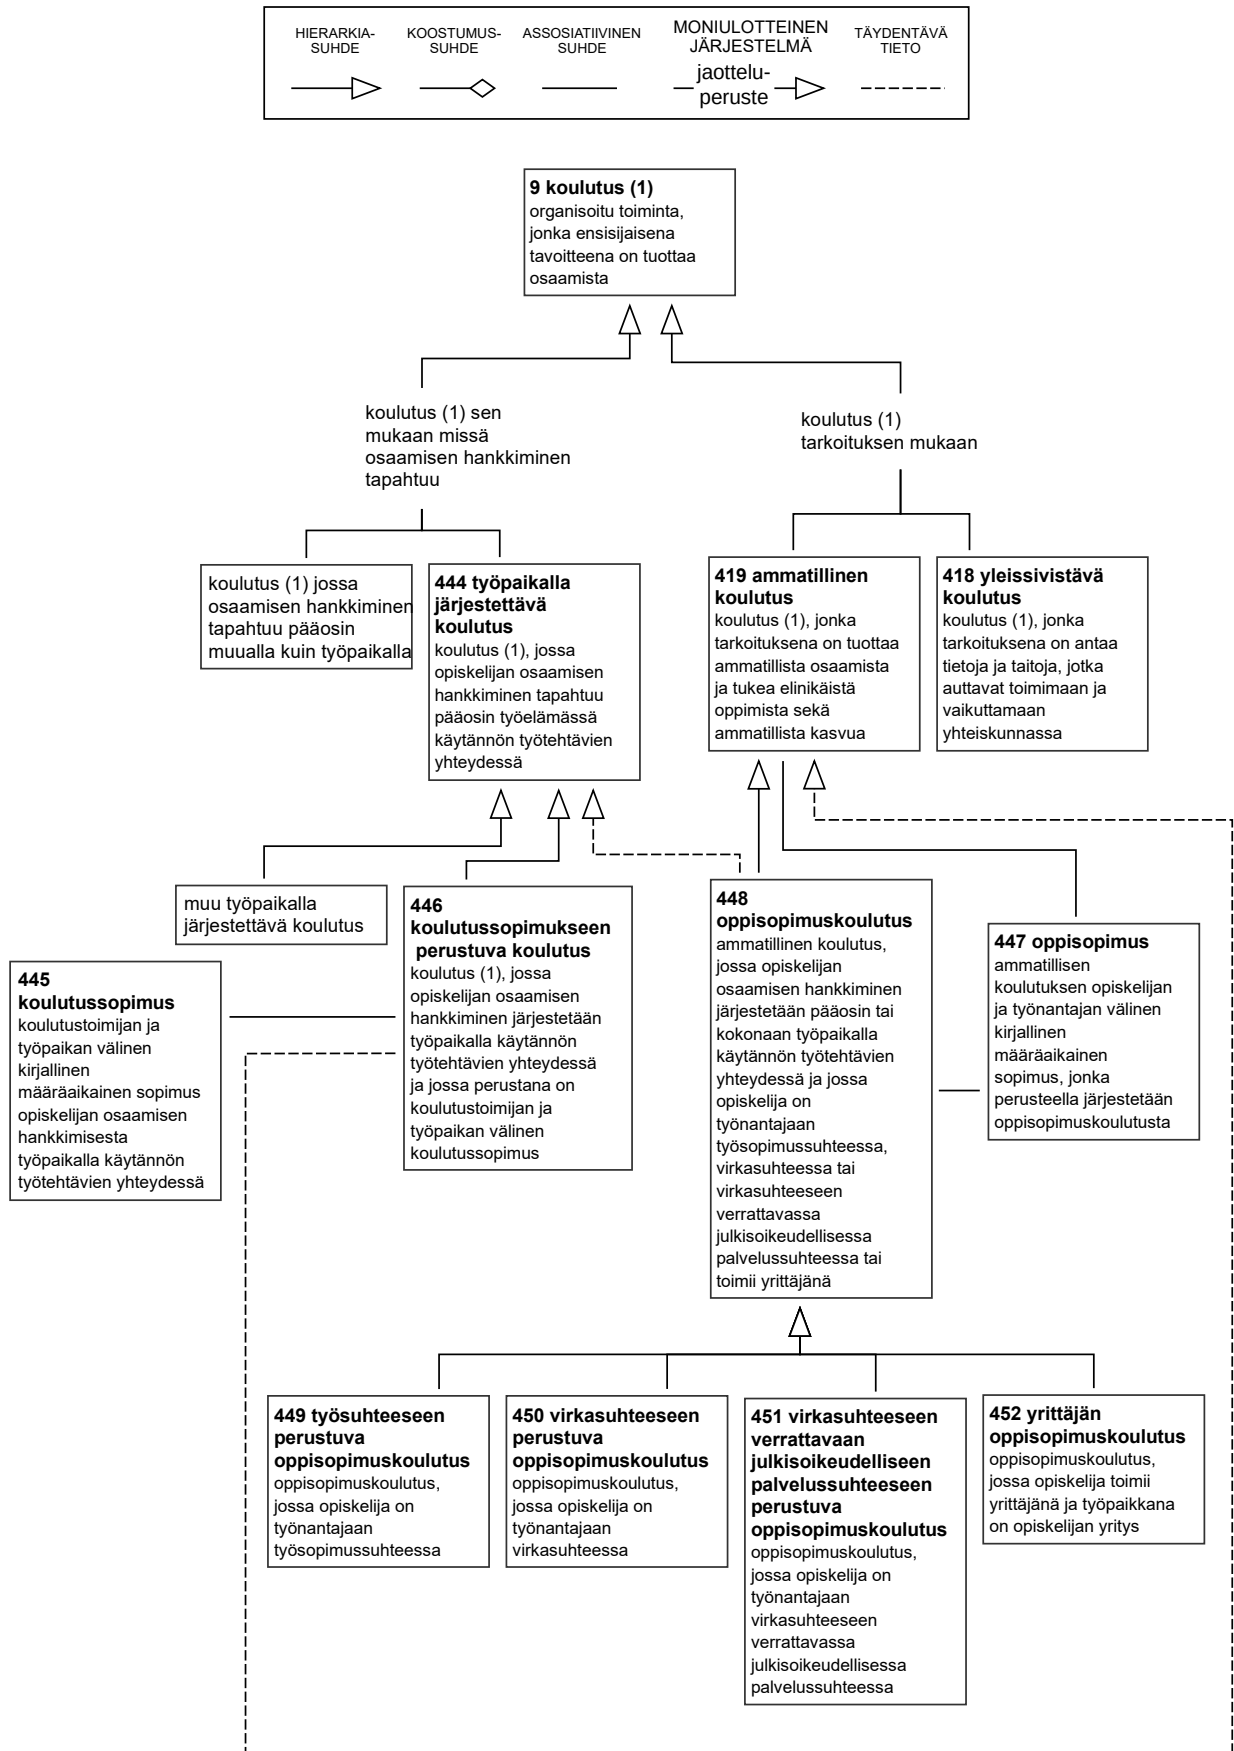 HIERARKIA-
SUHDE
KOOSTUMUS-
SUHDE
ASSOSIATIIVINEN
SUHDE
MONIULOTTEINEN
JÄRJESTELMÄ
jaottelu-
peruste
TÄYDENTÄVÄ
TIETO
9 koulutus (1)
organisoitu toiminta,
jonka ensisijaisena
tavoitteena on tuottaa
osaamista
koulutus (1) sen
mukaan missä
osaamisen hankkiminen
tapahtuu
koulutus (1)
tarkoituksen mukaan
koulutus (1) jossa
osaamisen hankkiminen
tapahtuu pääosin
muualla kuin työpaikalla
444 työpaikalla
järjestettävä
koulutus
koulutus (1), jossa
opiskelijan osaamisen
hankkiminen tapahtuu
pääosin työelämässä
käytännön työtehtävien
yhteydessä
419 ammatillinen
koulutus
koulutus (1), jonka
tarkoituksena on tuottaa
ammatillista osaamista
ja tukea elinikäistä
oppimista sekä
ammatillista kasvua
418 yleissivistävä
koulutus
koulutus (1), jonka
tarkoituksena on antaa
tietoja ja taitoja, jotka
auttavat toimimaan ja
vaikuttamaan
yhteiskunnassa
muu työpaikalla
järjestettävä koulutus
445
koulutussopimus
koulutustoimijan ja
työpaikan välinen
kirjallinen
määräaikainen sopimus
opiskelijan osaamisen
hankkimisesta
työpaikalla käytännön
työtehtävien yhteydessä
446
koulutussopimukseen
perustuva koulutus
koulutus (1), jossa
opiskelijan osaamisen
hankkiminen järjestetään
työpaikalla käytännön
työtehtävien yhteydessä
ja jossa perustana on
koulutustoimijan ja
työpaikan välinen
koulutussopimus
448
oppisopimuskoulutus
ammatillinen koulutus,
jossa opiskelijan
osaamisen hankkiminen
järjestetään pääosin tai
kokonaan työpaikalla
käytännön työtehtävien
yhteydessä ja jossa
opiskelija on
työnantajaan
työsopimussuhteessa,
virkasuhteessa tai
virkasuhteeseen
verrattavassa
julkisoikeudellisessa
palvelussuhteessa tai
toimii yrittäjänä
447 oppisopimus
ammatillisen
koulutuksen opiskelijan
ja työnantajan välinen
kirjallinen
määräaikainen
sopimus, jonka
perusteella järjestetään
oppisopimuskoulutusta
449 työsuhteeseen
perustuva
oppisopimuskoulutus
oppisopimuskoulutus,
jossa opiskelija on
työnantajaan
työsopimussuhteessa
450 virkasuhteeseen
perustuva
oppisopimuskoulutus
oppisopimuskoulutus,
jossa opiskelija on
työnantajaan
virkasuhteessa
451 virkasuhteeseen
verrattavaan
julkisoikeudelliseen
palvelussuhteeseen
perustuva
oppisopimuskoulutus
oppisopimuskoulutus,
jossa opiskelija on
työnantajaan
virkasuhteeseen
verrattavassa
julkisoikeudellisessa
palvelussuhteessa
452 yrittäjän
oppisopimuskoulutus
oppisopimuskoulutus,
jossa opiskelija toimii
yrittäjänä ja työpaikkana
on opiskelijan yritys